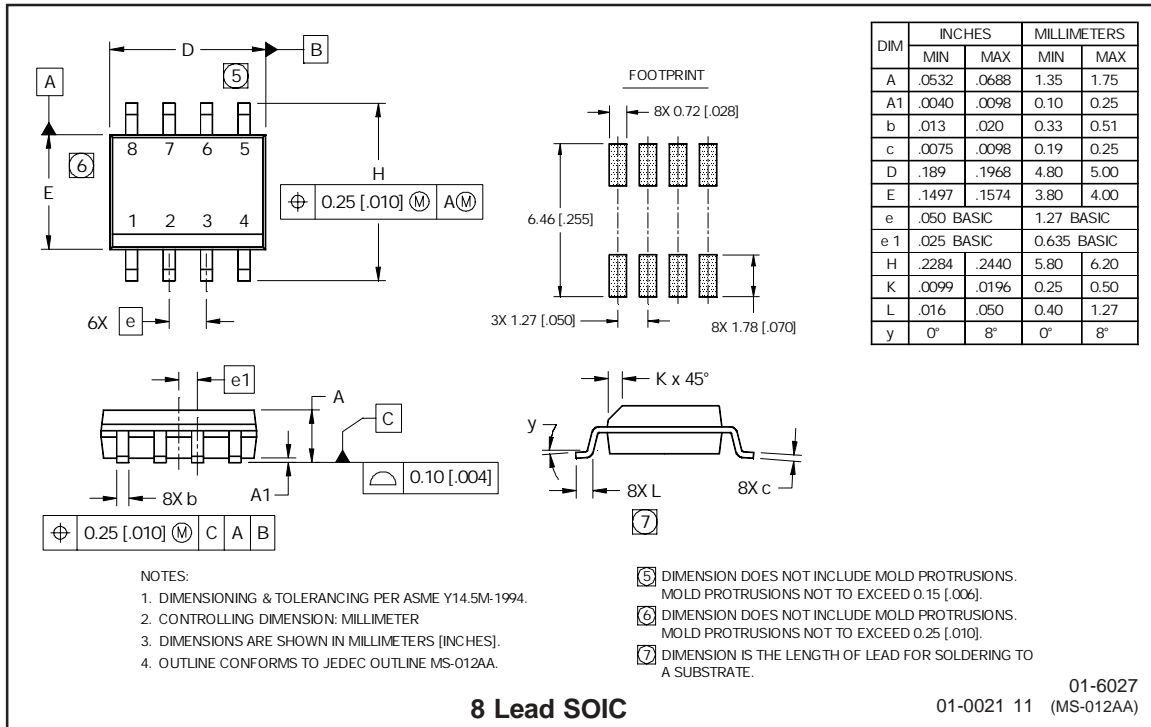 D
B
5
A
8 7 6 5
6
E
H
⌖ 0.25 [.010] Ⓜ AⓂ
1 2 3 4
6X e
FOOTPRINT
8X 0.72 [.028]
6.46 [.255]
3X 1.27 [.050]
8X 1.78 [.070]
DIM INCHES MILLIMETERS
MIN MAX MIN MAX
A .0532 .0688 1.35 1.75
A1 .0040 .0098 0.10 0.25
b .013 .020 0.33 0.51
c .0075 .0098 0.19 0.25
D .189 .1968 4.80 5.00
E .1497 .1574 3.80 4.00
e .050 BASIC 1.27 BASIC
e 1 .025 BASIC 0.635 BASIC
H .2284 .2440 5.80 6.20
K .0099 .0196 0.25 0.50
L .016 .050 0.40 1.27
y 0° 8° 0° 8°
e1
A
C
0.10 [.004]
A1
8X b
⌖ 0.25 [.010] Ⓜ C A B
K x 45°
y
8X L
7
8X c
NOTES:
1. DIMENSIONING & TOLERANCING PER ASME Y14.5M-1994.
2. CONTROLLING DIMENSION: MILLIMETER
3. DIMENSIONS ARE SHOWN IN MILLIMETERS [INCHES].
4. OUTLINE CONFORMS TO JEDEC OUTLINE MS-012AA.
5 DIMENSION DOES NOT INCLUDE MOLD PROTRUSIONS.
MOLD PROTRUSIONS NOT TO EXCEED 0.15 [.006].
6 DIMENSION DOES NOT INCLUDE MOLD PROTRUSIONS.
MOLD PROTRUSIONS NOT TO EXCEED 0.25 [.010].
7 DIMENSION IS THE LENGTH OF LEAD FOR SOLDERING TO
A SUBSTRATE.
8 Lead SOIC
01-6027
01-0021 11 (MS-012AA)